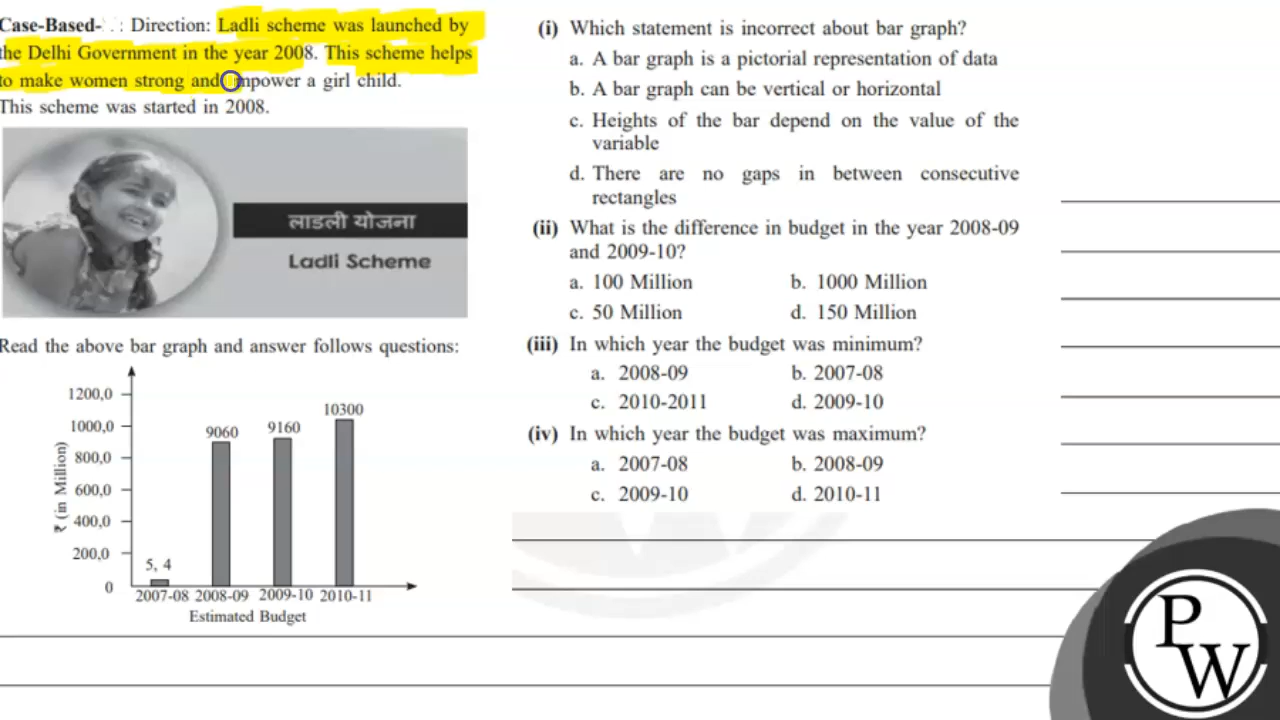 Case-Based- : Direction: Ladli scheme was launched by
the Delhi Government in the year 2008. This scheme helps
to make women strong and empower a girl child.
This scheme was started in 2008.
लाडली योजना
Ladli Scheme
Read the above bar graph and answer follows questions:
₹ (in Million)
1200,0
1000,0
800,0
600,0
400,0
200,0
0
5, 4
9060
9160
10300
2007-08 2008-09 2009-10 2010-11
Estimated Budget
(i) Which statement is incorrect about bar graph?
a. A bar graph is a pictorial representation of data
b. A bar graph can be vertical or horizontal
c. Heights of the bar depend on the value of the
variable
d. There are no gaps in between consecutive
rectangles
(ii) What is the difference in budget in the year 2008-09
and 2009-10?
a. 100 Million b. 1000 Million
c. 50 Million d. 150 Million
(iii) In which year the budget was minimum?
a. 2008-09 b. 2007-08
c. 2010-2011 d. 2009-10
(iv) In which year the budget was maximum?
a. 2007-08 b. 2008-09
c. 2009-10 d. 2010-11
PW